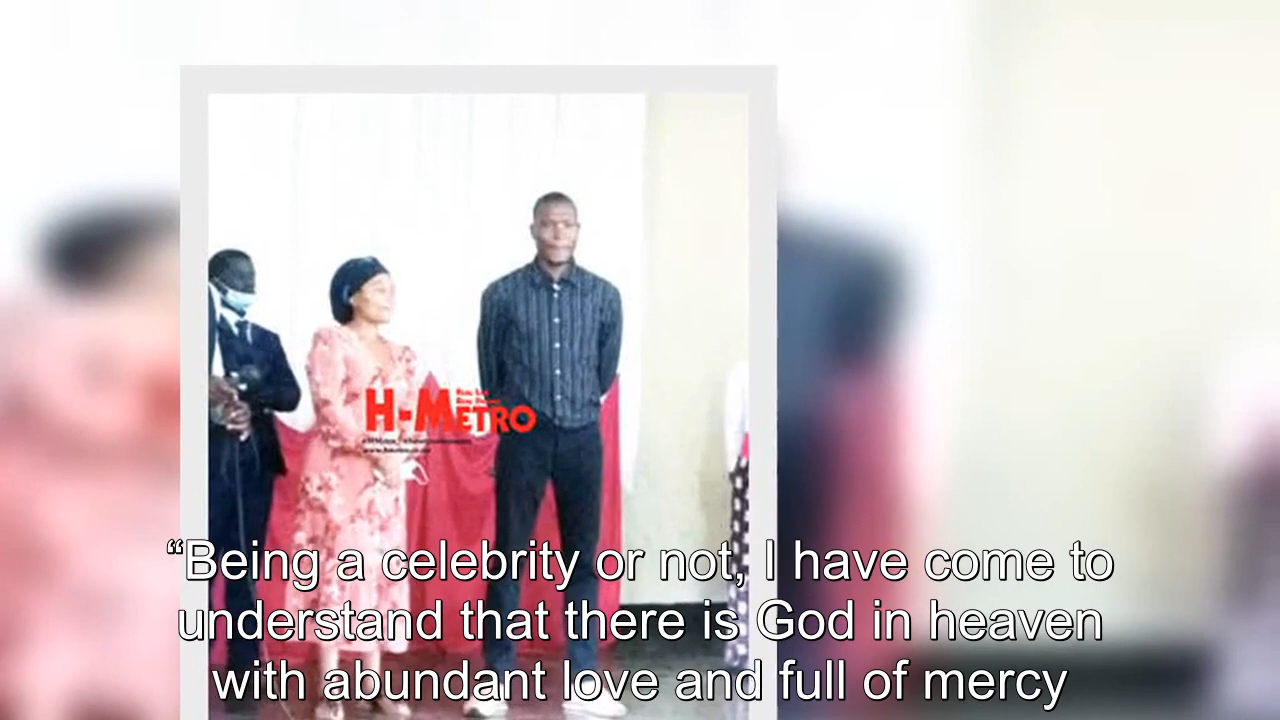 H-METRO
“Being a celebrity or not, I have come to
understand that there is God in heaven
with abundant love and full of mercy